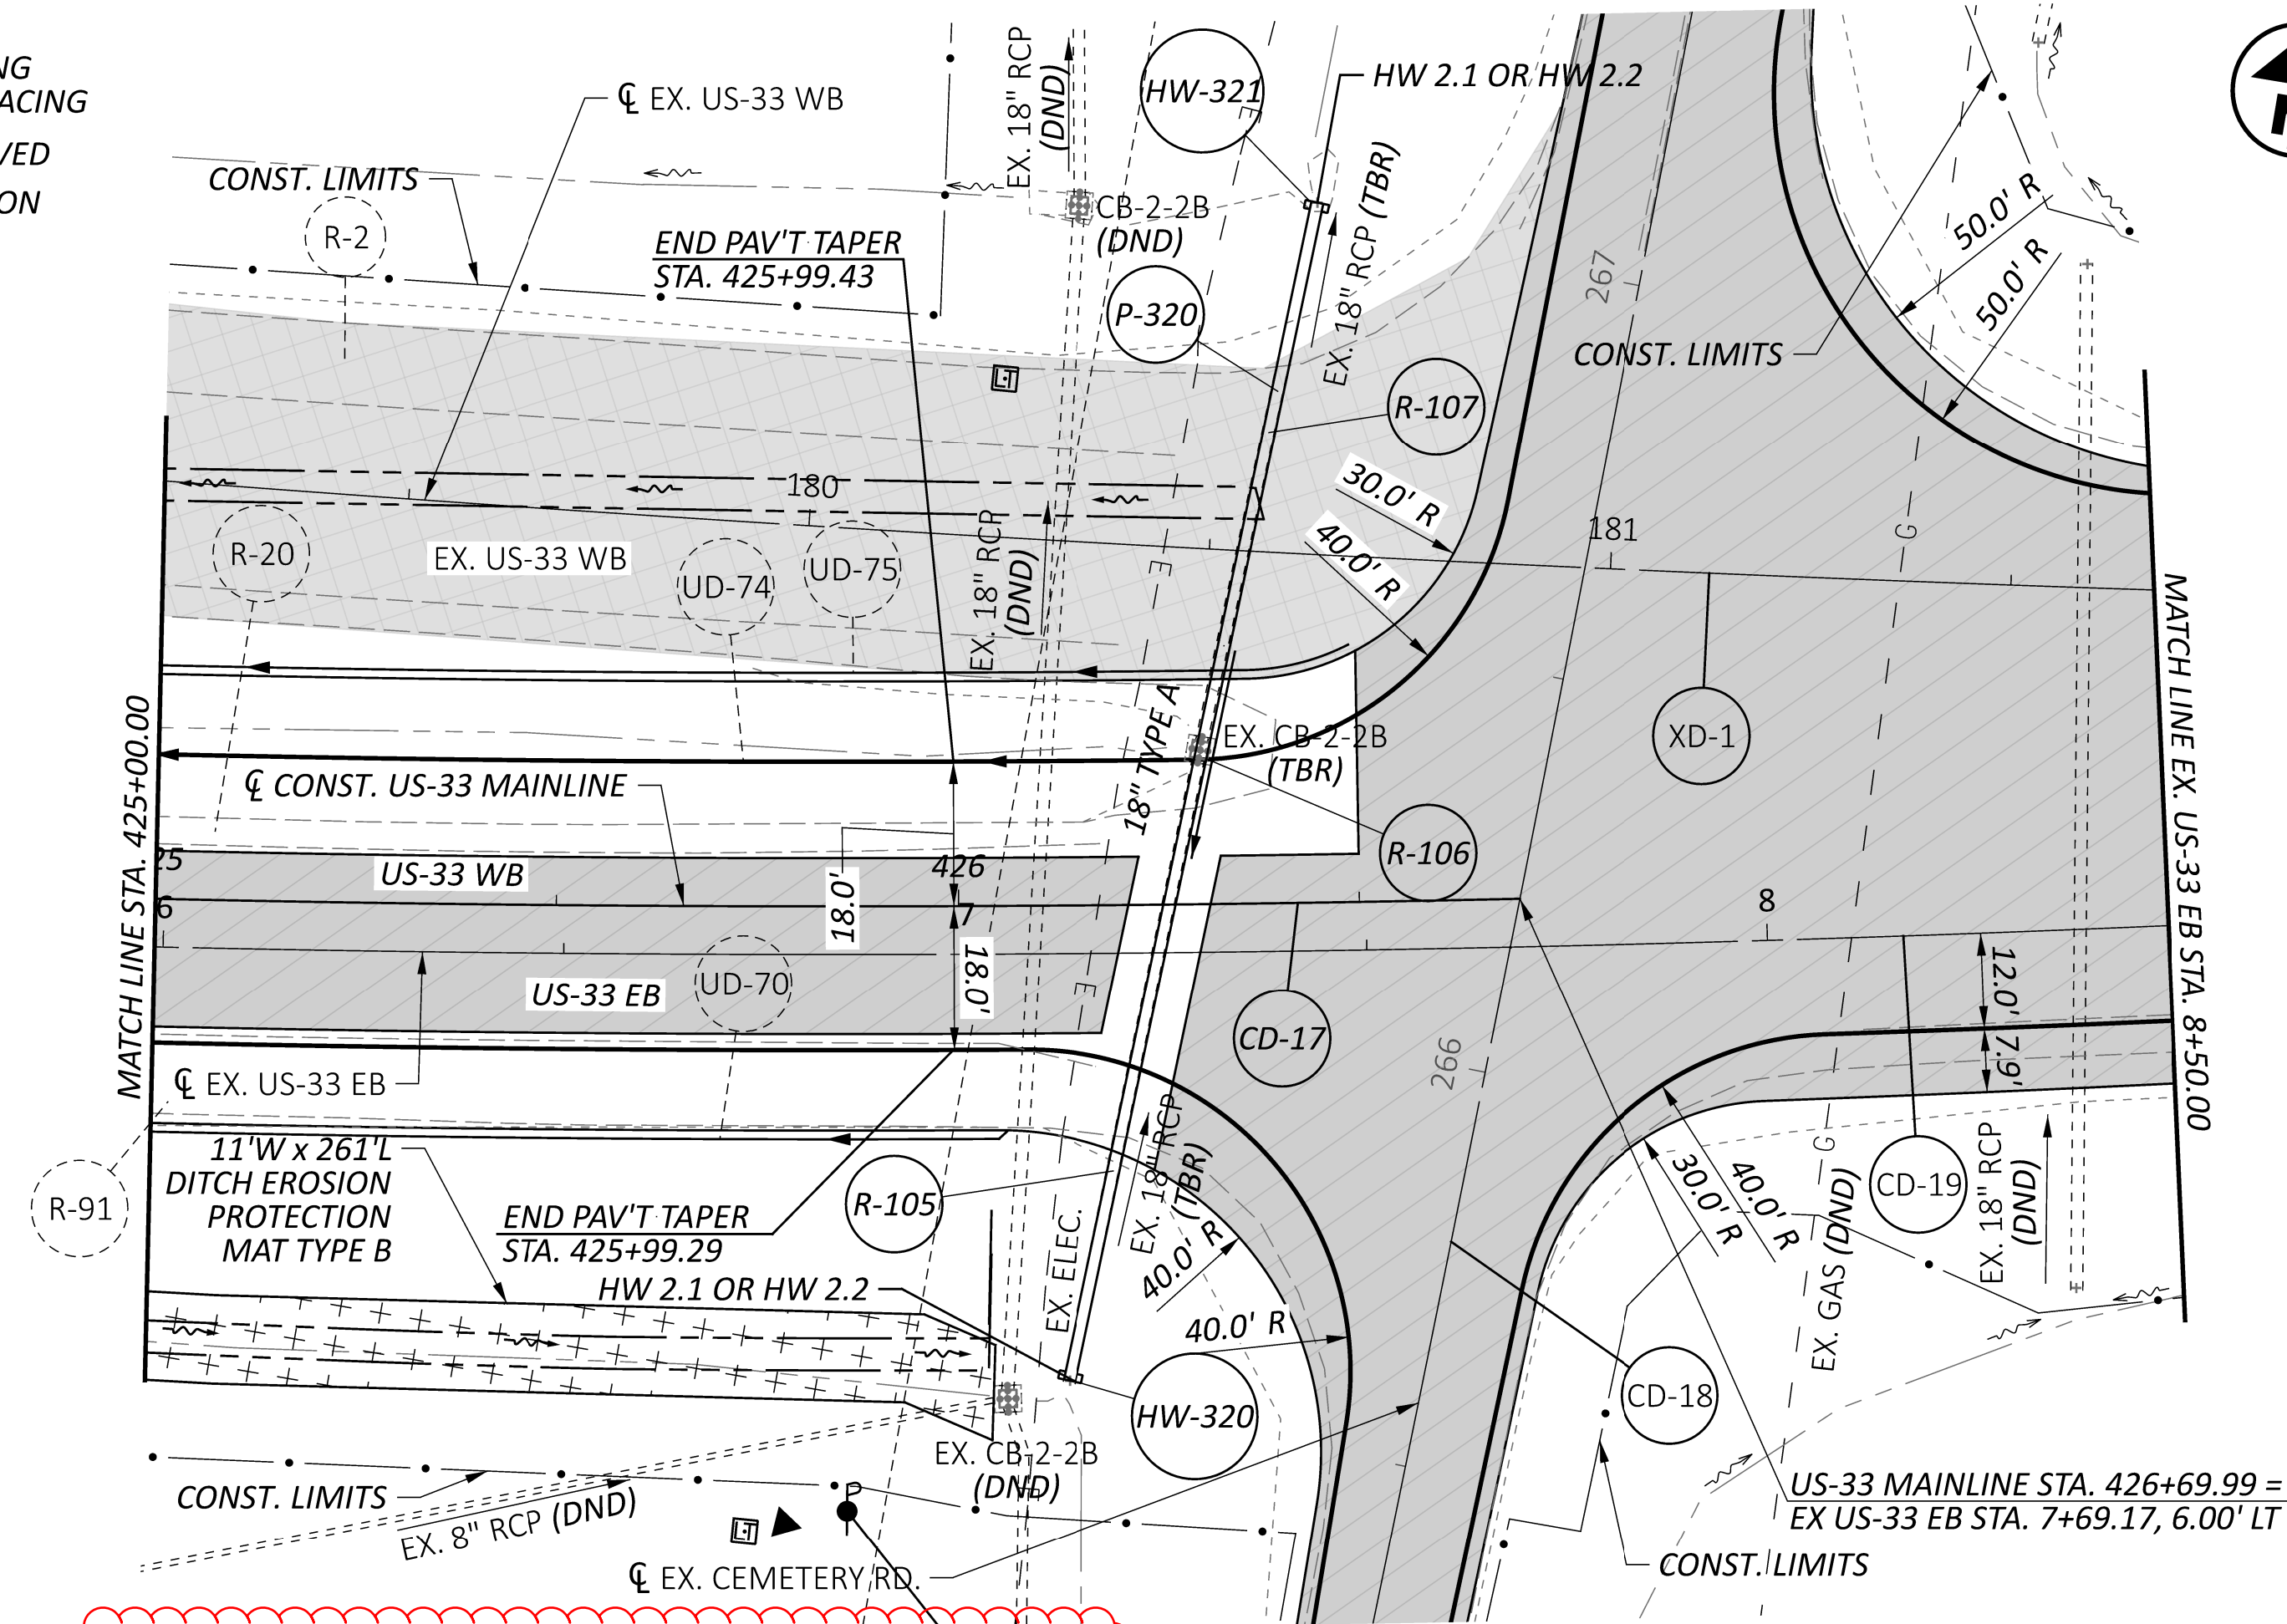 NG
ACING
VED
ON
℄ EX. US-33 WB
CONST. LIMITS
R-2
END PAV'T TAPER
STA. 425+99.43
EX. 18" RCP
(DND)
CB-2-2B
(DND)
HW-321
HW 2.1 OR HW 2.2
P-320
EX. 18" RCP (TBR)
R-107
267
CONST. LIMITS
50.0' R
50.0' R
LT
180
30.0' R
40.0' R
181
G
E
E
E
R-20
EX. US-33 WB
UD-74
UD-75
EX. 18" RCP
(DND)
18" TYPE A
EX. CB-2-2B
(TBR)
XD-1
MATCH LINE STA. 425+00.00
MATCH LINE EX. US-33 EB STA. 8+50.00
℄ CONST. US-33 MAINLINE
R-106
25
US-33 WB
426
18.0'
6
7
8
18.0'
US-33 EB
UD-70
CD-17
266
12.0'
7.9'
℄ EX. US-33 EB
11'W x 261'L
DITCH EROSION
PROTECTION
MAT TYPE B
R-91
END PAV'T TAPER
STA. 425+99.29
R-105
EX. 18" RCP
(TBR)
HW 2.1 OR HW 2.2
EX. ELEC.
40.0' R
40.0' R
30.0' R
40.0' R
G
EX. GAS (DND)
CD-19
EX. 18" RCP
(DND)
HW-320
CD-18
EX. CB-2-2B
(DND)
CONST. LIMITS
EX. 8" RCP (DND)
LT
P
℄ EX. CEMETERY RD.
US-33 MAINLINE STA. 426+69.99 =
EX US-33 EB STA. 7+69.17, 6.00' LT
CONST. LIMITS